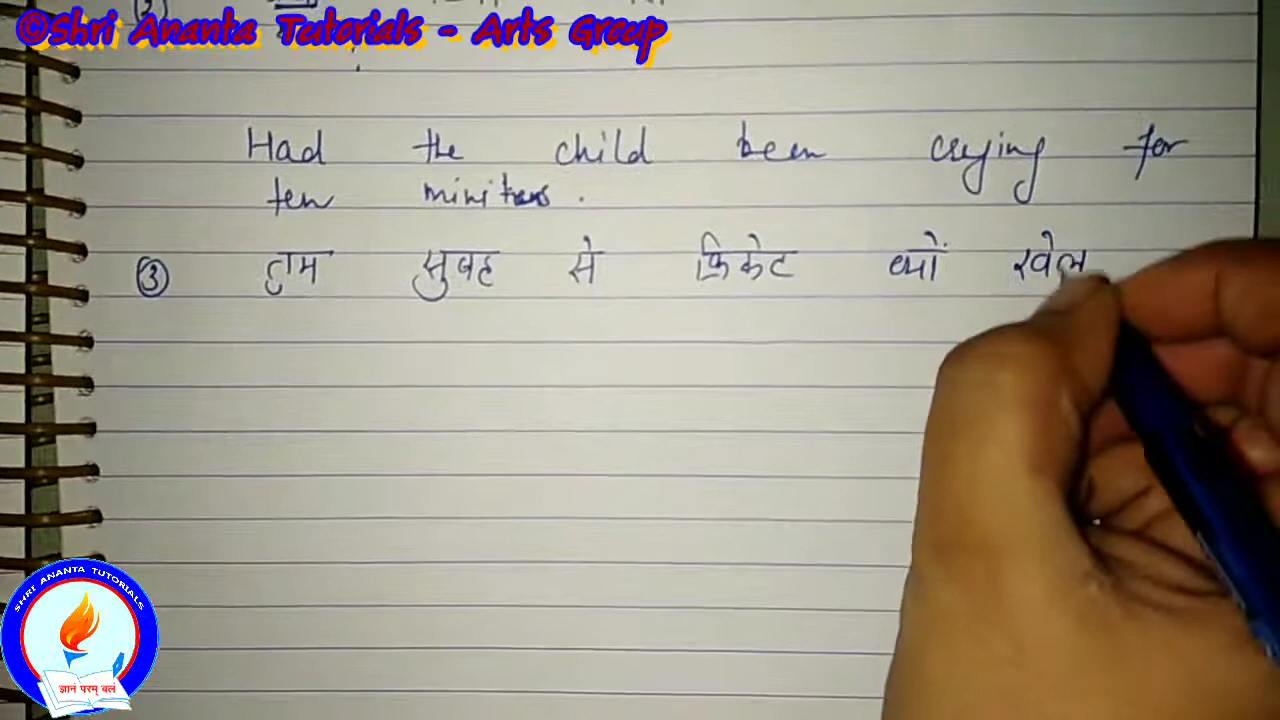 ©Shri Ananta Tutorials - Arts Group
Had the child been crying for
ten miniters.
③ तुम सुबह से क्रिकेट क्यों खेल
SHRI ANANTA TUTORIALS
ज्ञानं परमं बलं